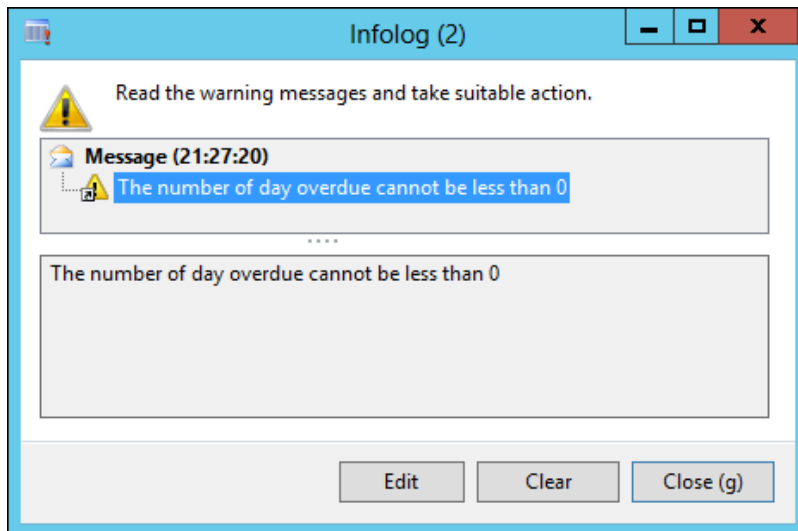 Infolog (2)
Read the warning messages and take suitable action.
Message (21:27:20)
The number of day overdue cannot be less than 0
The number of day overdue cannot be less than 0
Edit
Clear
Close (g)